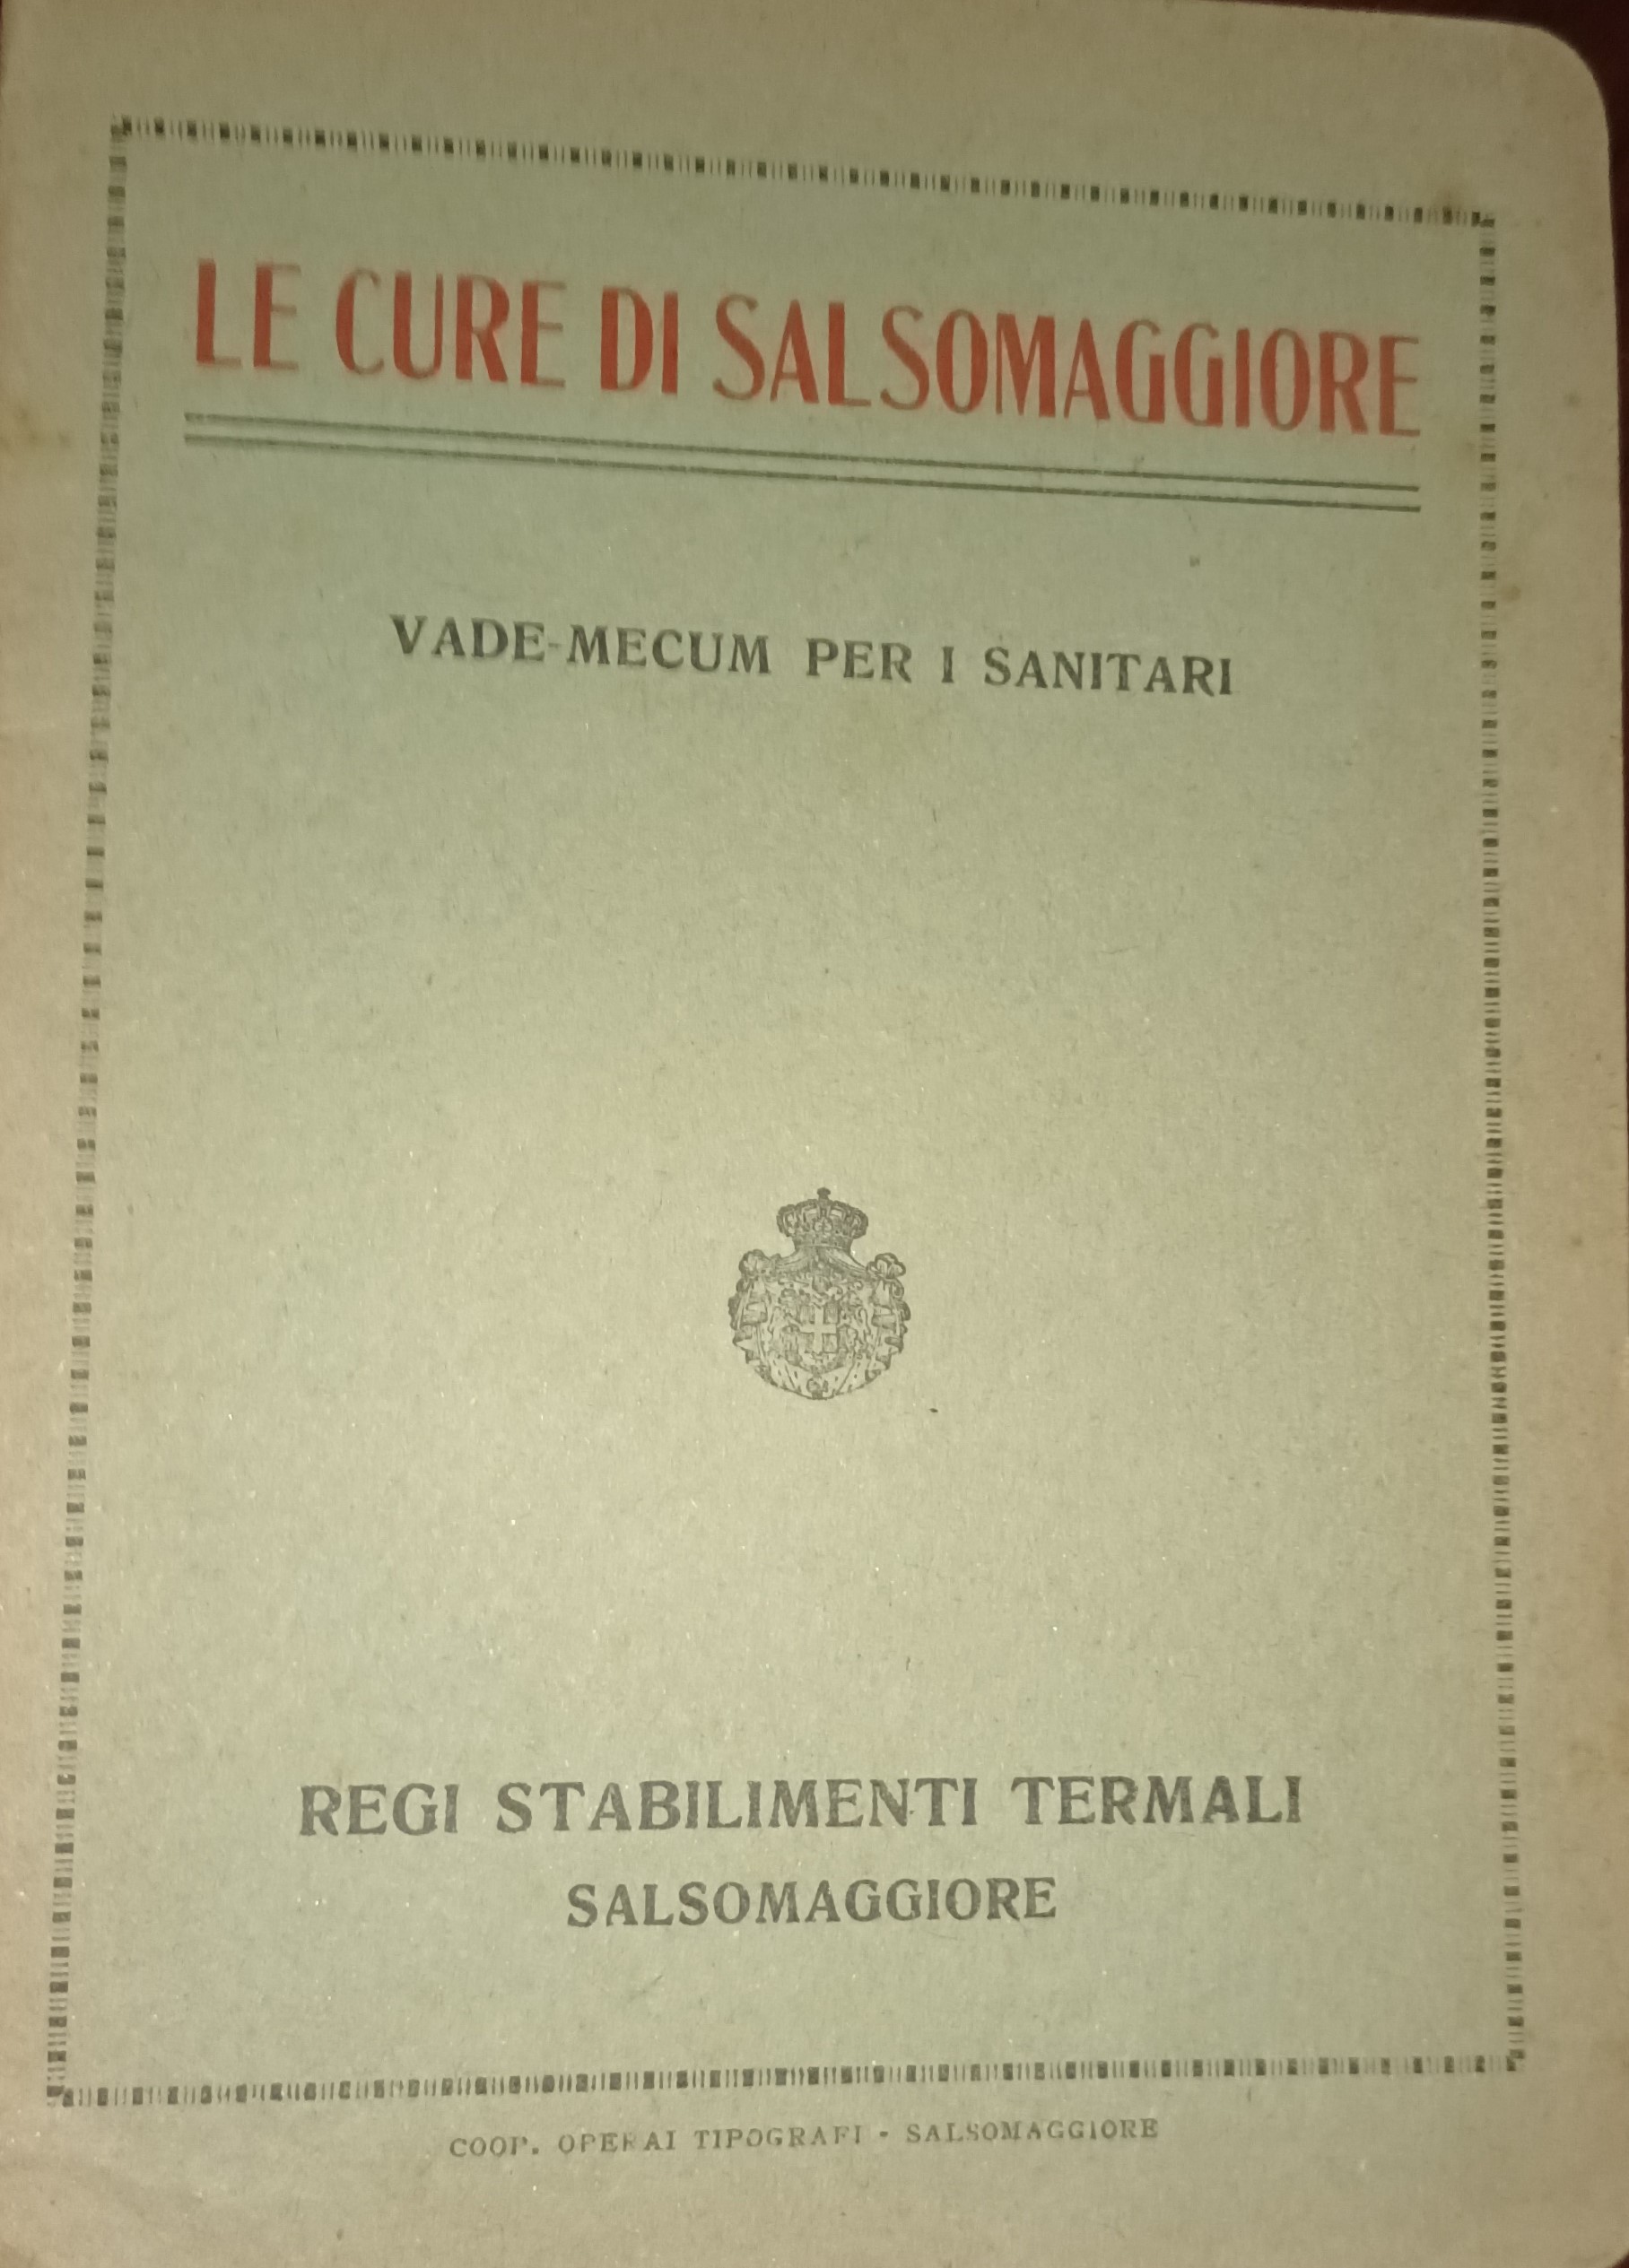 LE CURE DI SALSOMAGGIORE
VADE-MECUM PER I SANITARI
REGI STABILIMENTI TERMALI
SALSOMAGGIORE
COOP. OPERAI TIPOGRAFI - SALSOMAGGIORE